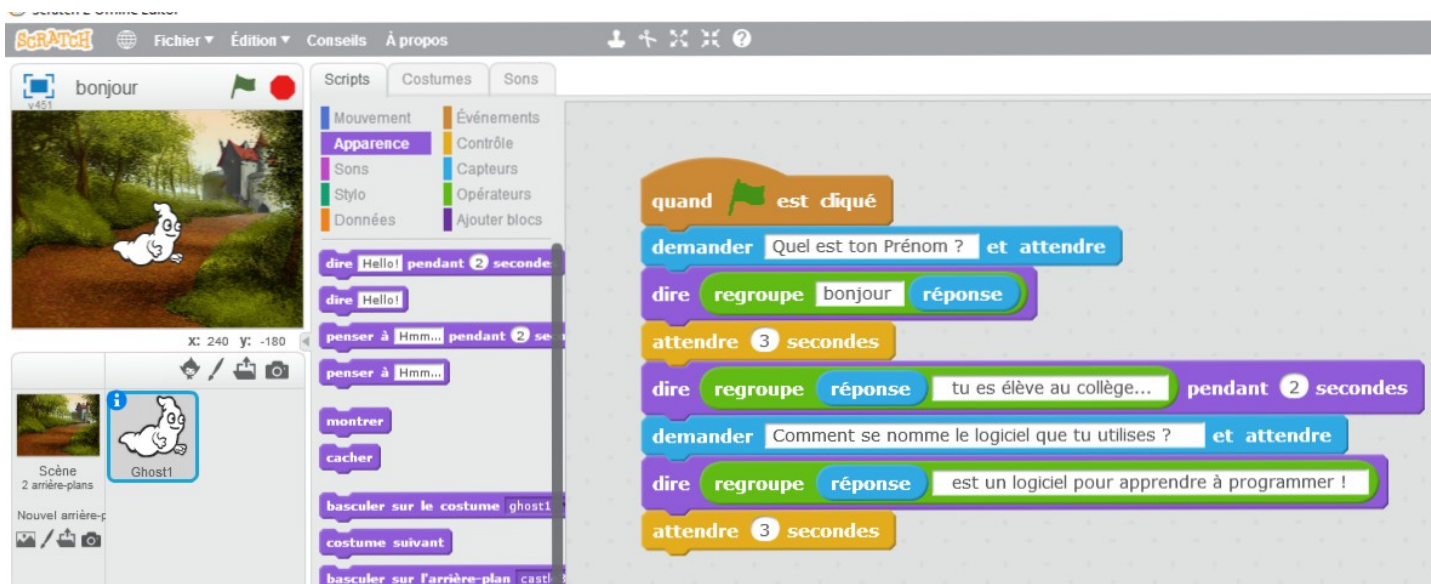 SCRATCH Fichier Édition Conseils À propos
bonjour
v451
Scripts Costumes Sons
Mouvement Événements
Apparence Contrôle
Sons Capteurs
Stylo Opérateurs
Données Ajouter blocs
dire Hello! pendant 2 secondes
dire Hello!
penser à Hmm... pendant 2 se
penser à Hmm...
montrer
cacher
basculer sur le costume ghost1
costume suivant
basculer sur l'arrière-plan
x: 240 y: -180
i
Scène
2 arrière-plans
Ghost1
Nouvel arrière-p
quand est cliqué
demander Quel est ton Prénom ? et attendre
dire regroupe bonjour réponse
attendre 3 secondes
dire regroupe réponse tu es élève au collège... pendant 2 secondes
demander Comment se nomme le logiciel que tu utilises ? et attendre
dire regroupe réponse est un logiciel pour apprendre à programmer !
attendre 3 secondes